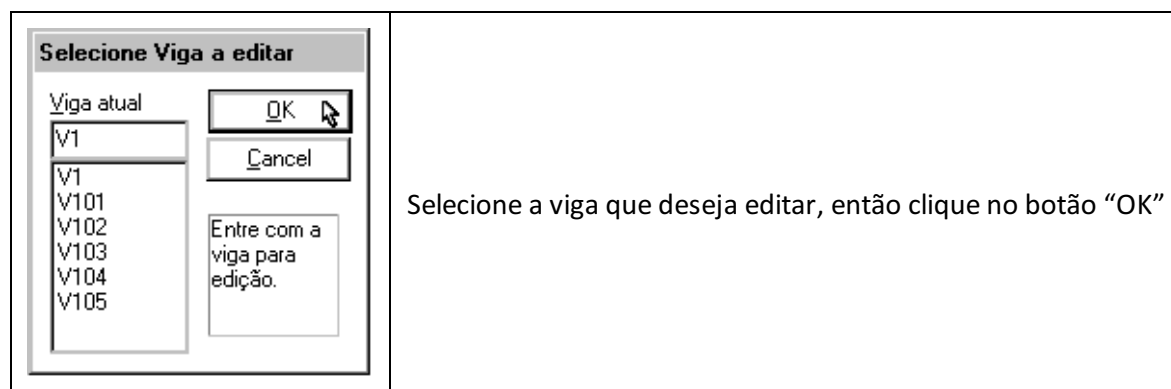 Selecione Viga a editar
Viga atual
OK
V1
Cancel
V1
V101
V102
V103
V104
V105
Entre com a
viga para
edição.
Selecione a viga que deseja editar, então clique no botão “OK”